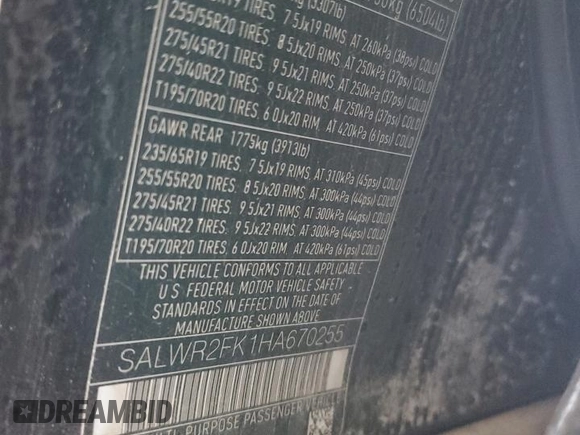 30kg (6504lb)
kg (3307lb)
R19 TIRES, 7 5Jx19 RIMS, AT 260kPa (38psi) COLD
255/55R20 TIRES, 8 5Jx20 RIMS, AT 250kPa (37psi) COLD
275/45R21 TIRES, 9 5Jx21 RIMS, AT 250kPa (37psi) COLD
275/40R22 TIRES, 9 5Jx22 RIMS, AT 250kPa (37psi) COLD
T195/70R20 TIRES, 6 0Jx20 RIM, AT 420kPa (61psi) COLD
GAWR REAR 1775kg (3913lb)
235/65R19 TIRES, 7 5Jx19 RIMS, AT 310kPa (45psi) COLD
255/55R20 TIRES, 8 5Jx20 RIMS, AT 300kPa (44psi) COLD
275/45R21 TIRES, 9 5Jx21 RIMS, AT 300kPa (44psi) COLD
275/40R22 TIRES, 9 5Jx22 RIMS, AT 300kPa (44psi) COLD
T195/70R20 TIRES, 6 0Jx20 RIM, AT 420kPa (61psi) COLD
THIS VEHICLE CONFORMS TO ALL APPLICABLE
U S FEDERAL MOTOR VEHICLE SAFETY
STANDARDS IN EFFECT ON THE DATE OF
MANUFACTURE SHOWN ABOVE
SALWR2FK1HA670255
PURPOSE PASSENGER VEHICLE
DREAMBID